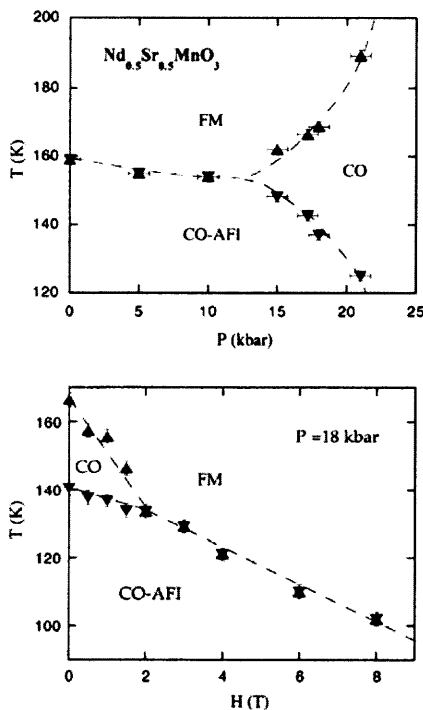 200
Nd0.5Sr0.5MnO3
180
FM
160
CO
140
CO-AFI
120
0 5 10 15 20 25
T (K)
P (kbar)
160
P =18 kbar
CO
FM
140
120
CO-AFI
100
0 2 4 6 8
T (K)
H (T)